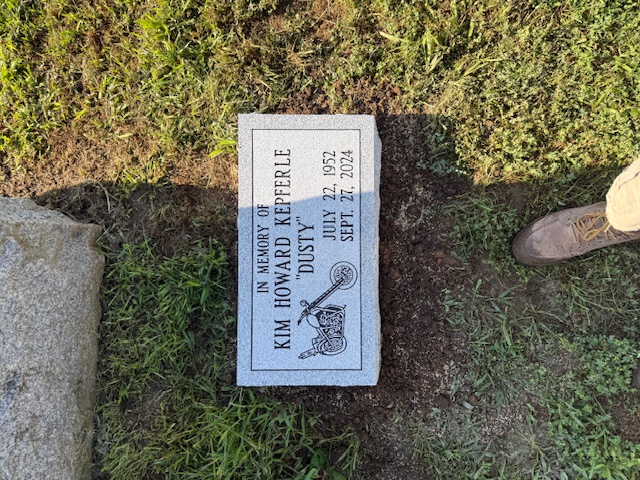 IN MEMORY OF
KIM HOWARD KEPFERLE
"DUSTY"
JULY 22, 1952
SEPT. 27, 2024